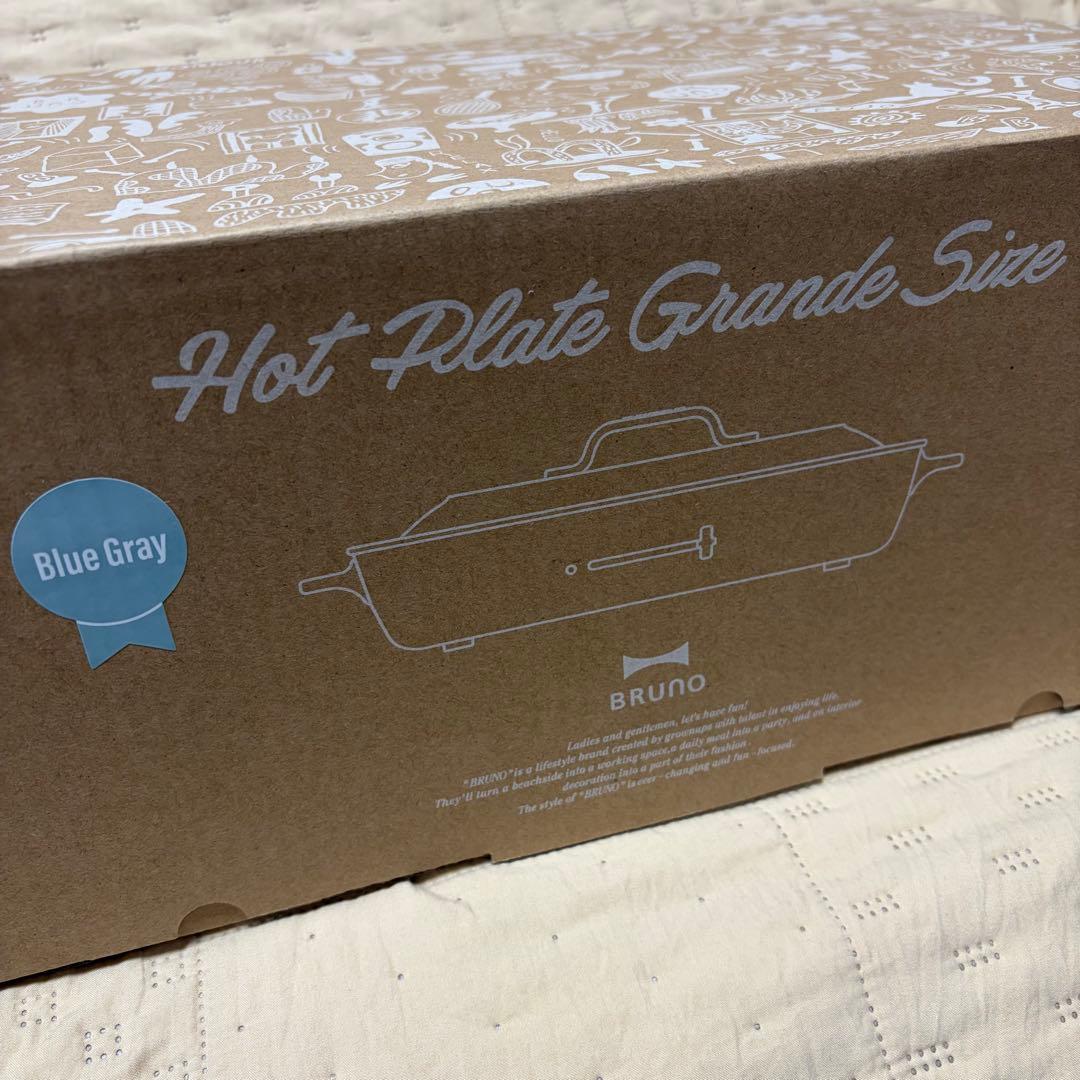 Hot Plate Grande Size
Blue Gray
BRUNO
Ladies and gentlemen, let's have fun!
"BRUNO" is a lifestyle brand created by grownups with talent in enjoying life.
They'll turn a beachside into a working space,a daily meal into a party, and on interior
decoration into a part of their fashion.
The style of "BRUNO" is ever-changing and fun-focused.